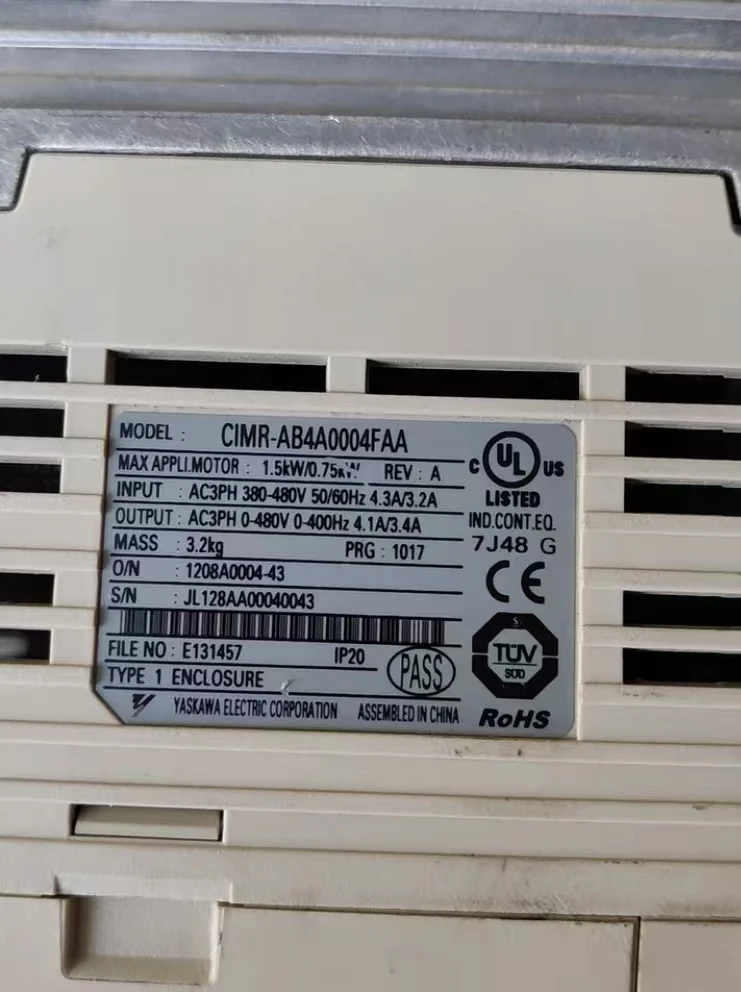 MODEL : CIMR-AB4A0004FAA
MAX APPLI.MOTOR : 1.5kW/0.75kW REV : A
INPUT : AC3PH 380-480V 50/60Hz 4.3A/3.2A
OUTPUT : AC3PH 0-480V 0-400Hz 4.1A/3.4A
MASS : 3.2kg PRG : 1017
O/N : 1208A0004-43
S/N : JL128AA00040043
FILE NO : E131457 IP20
TYPE 1 ENCLOSURE PASS
YASKAWA ELECTRIC CORPORATION ASSEMBLED IN CHINA
C UL US
LISTED
IND.CONT.EQ.
7J48 G
CE
TÜV
SÜD
RoHS